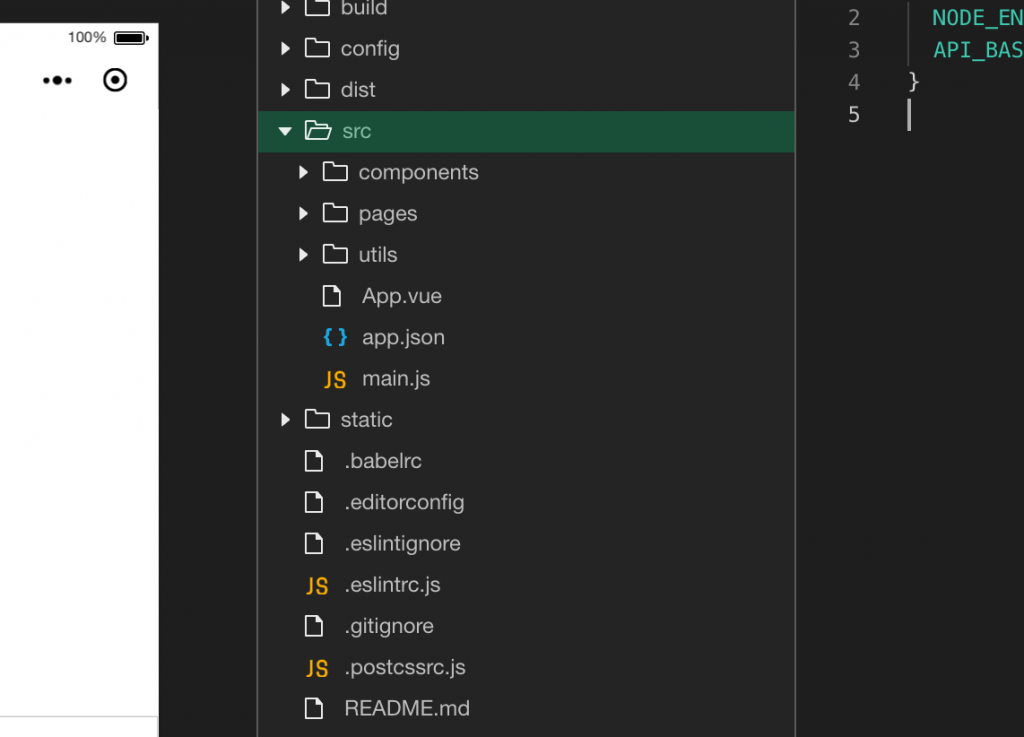 100%
build
config
dist
src
components
pages
utils
App.vue
{ } app.json
JS main.js
static
.babelrc
.editorconfig
.eslintignore
JS .eslintrc.js
.gitignore
JS .postcssrc.js
README.md
2 NODE_EN
3 API_BAS
4 }
5